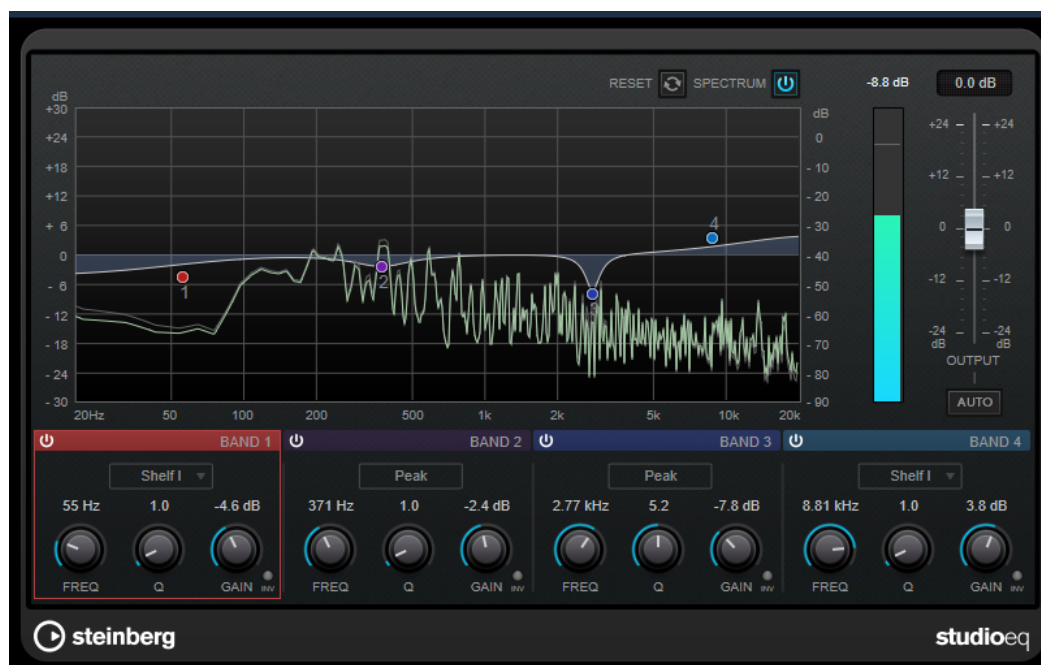 RESET SPECTRUM -8.8 dB 0.0 dB
dB
+30
+24
+18
+12
+ 6
0
- 6
- 12
- 18
- 24
- 30
dB
0
- 10
- 20
- 30
- 40
- 50
- 60
- 70
- 80
- 90
1
2
3
4
20Hz 50 100 200 500 1k 2k 5k 10k 20k
+24 +24
+12 +12
0 0
-12 -12
-24 -24
dB dB
OUTPUT
AUTO
BAND 1 BAND 2 BAND 3 BAND 4
Shelf I Peak Peak Shelf I
55 Hz 1.0 -4.6 dB 371 Hz 1.0 -2.4 dB 2.77 kHz 5.2 -7.8 dB 8.81 kHz 1.0 3.8 dB
FREQ Q GAIN INV FREQ Q GAIN INV FREQ Q GAIN INV FREQ Q GAIN INV
steinberg studioeq